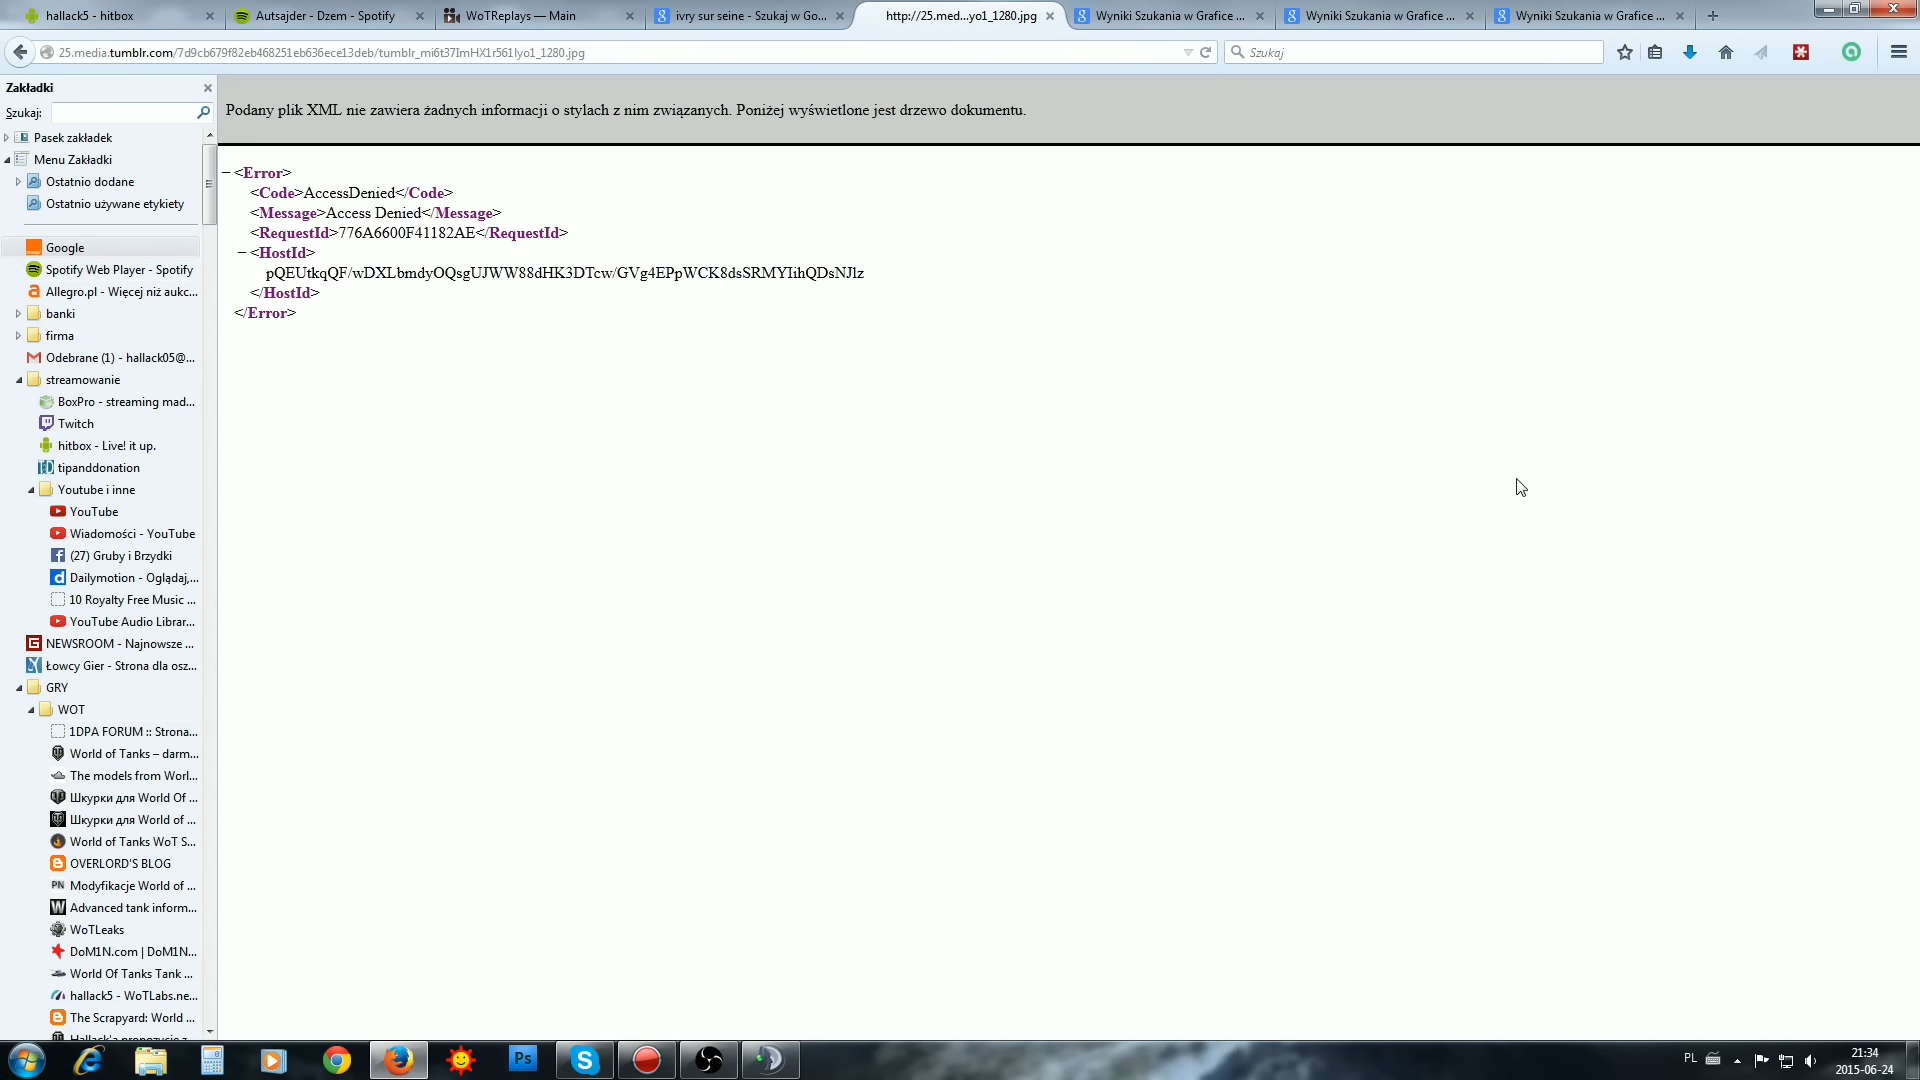 hallack5 - hitbox
Autsajder - Dzem - Spotify
WoTReplays — Main
ivry sur seine - Szukaj w Go...
http://25.med...yo1_1280.jpg
Wyniki Szukania w Grafice ...
Wyniki Szukania w Grafice ...
Wyniki Szukania w Grafice ...
25.media.tumblr.com/7d9cb679f82eb468251eb636ece13deb/tumblr_mi6t37ImHX1r561lyo1_1280.jpg
Szukaj
Zakładki
Szukaj:
Pasek zakładek
Menu Zakładki
Ostatnio dodane
Ostatnio używane etykiety
Google
Spotify Web Player - Spotify
Allegro.pl - Więcej niż aukc...
banki
firma
Odebrane (1) - hallack05@...
streamowanie
BoxPro - streaming mad...
Twitch
hitbox - Live! it up.
tipanddonation
Youtube i inne
YouTube
Wiadomości - YouTube
(27) Gruby i Brzydki
Dailymotion - Oglądaj,...
10 Royalty Free Music ...
YouTube Audio Librar...
NEWSROOM - Najnowsze ...
Łowcy Gier - Strona dla osz...
GRY
WOT
1DPA FORUM :: Strona...
World of Tanks – darm...
The models from Worl...
Шкурки для World Of ...
Шкурки для World of ...
World of Tanks WoT S...
OVERLORD'S BLOG
Modyfikacje World of ...
Advanced tank inform...
WoTLeaks
DoM1N.com | DoM1N...
World Of Tanks Tank ...
hallack5 - WoTLabs.ne...
The Scrapyard: World ...
Podany plik XML nie zawiera żadnych informacji o stylach z nim związanych. Poniżej wyświetlone jest drzewo dokumentu.
<Error>
<Code>AccessDenied</Code>
<Message>Access Denied</Message>
<RequestId>776A6600F41182AE</RequestId>
<HostId>
pQEUtkqQF/wDXLbmdyOQsgUJWW88dHK3DTcw/GVg4EPpWCK8dsSRMYIihQDsNJlz
</HostId>
</Error>
PL
21:34
2015-06-24